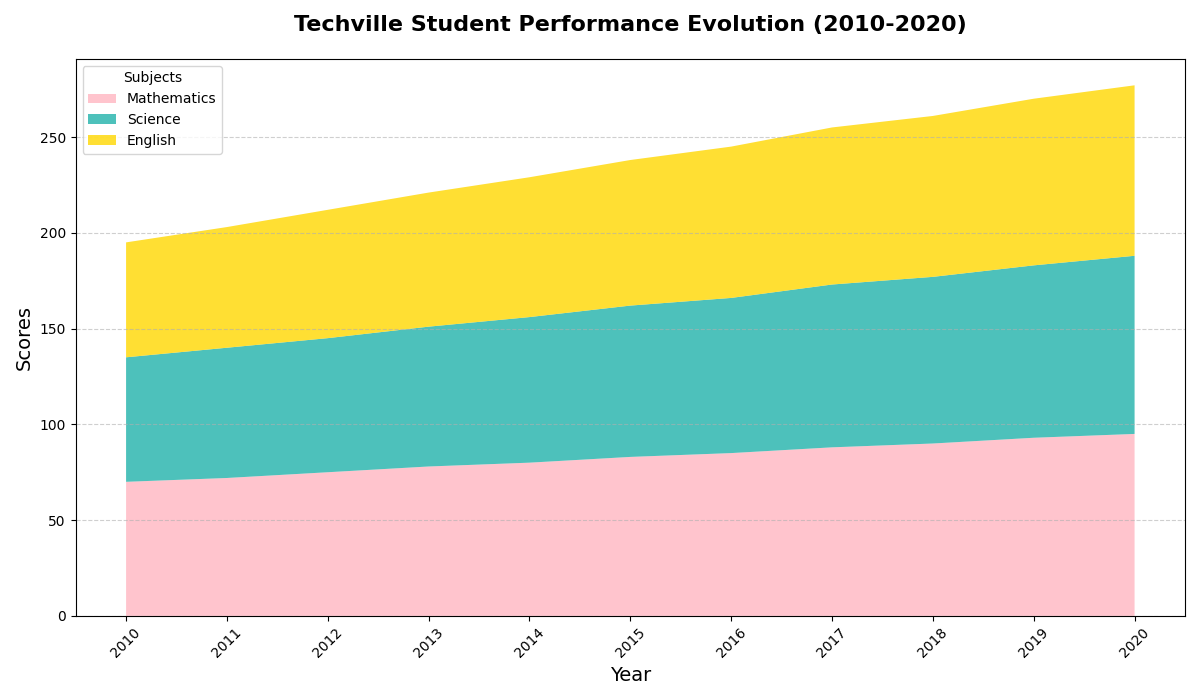 Techville Student Performance Evolution (2010-2020)
Subjects
Mathematics
Science
English
Scores
250
200
150
100
50
0
2010 2011 2012 2013 2014 2015 2016 2017 2018 2019 2020
Year